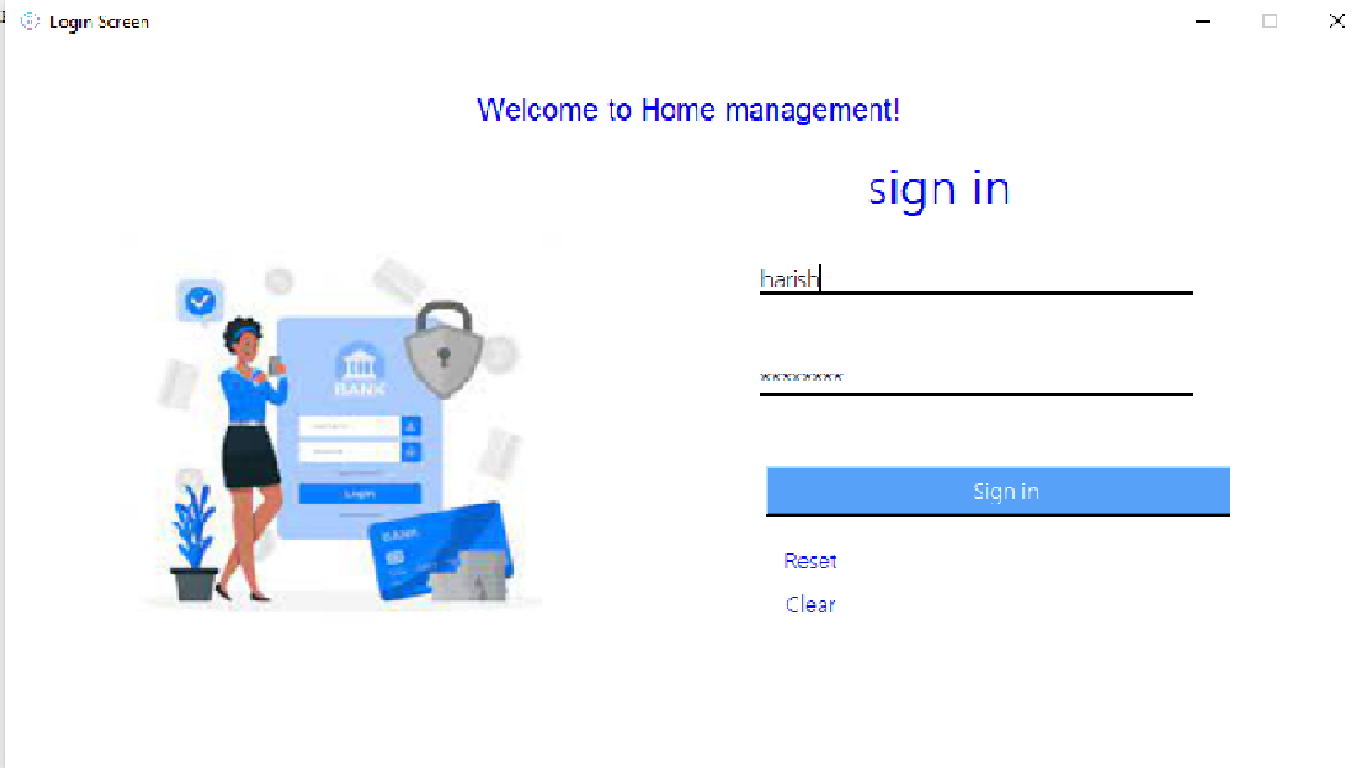 Login Screen
Welcome to Home management!
sign in
harish
********
Sign in
Reset
Clear
BANK
Login
BANK